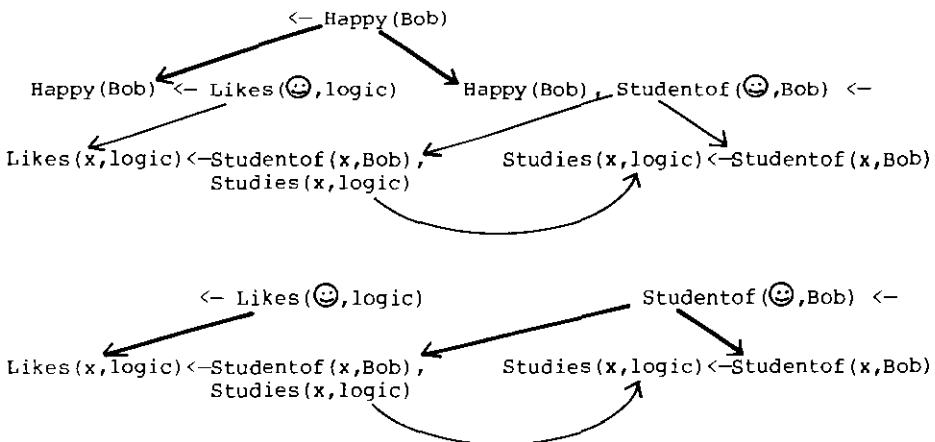 <— Happy(Bob)
Happy(Bob) <— Likes(☺,logic) Happy(Bob), Studentof(☺,Bob) <—
Likes(x,logic)<—Studentof(x,Bob), Studies(x,logic)<—Studentof(x,Bob)
Studies(x,logic)
<— Likes(☺,logic) Studentof(☺,Bob) <—
Likes(x,logic)<—Studentof(x,Bob), Studies(x,logic)<—Studentof(x,Bob)
Studies(x,logic)